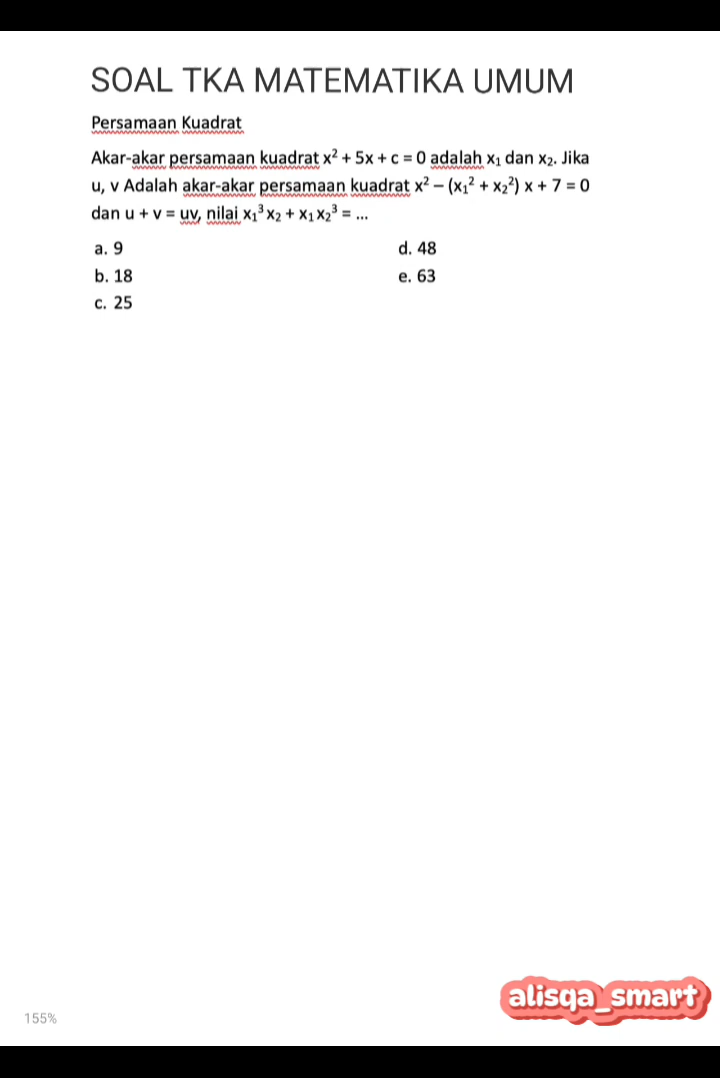 SOAL TKA MATEMATIKA UMUM
Persamaan Kuadrat
Akar-akar persamaan kuadrat x² + 5x + c = 0 adalah x₁ dan x₂. Jika
u, v Adalah akar-akar persamaan kuadrat x² – (x₁² + x₂²) x + 7 = 0
dan u + v = uv, nilai x₁³ x₂ + x₁ x₂³ = ...
a. 9
b. 18
c. 25
d. 48
e. 63
alisqa_smart
155%